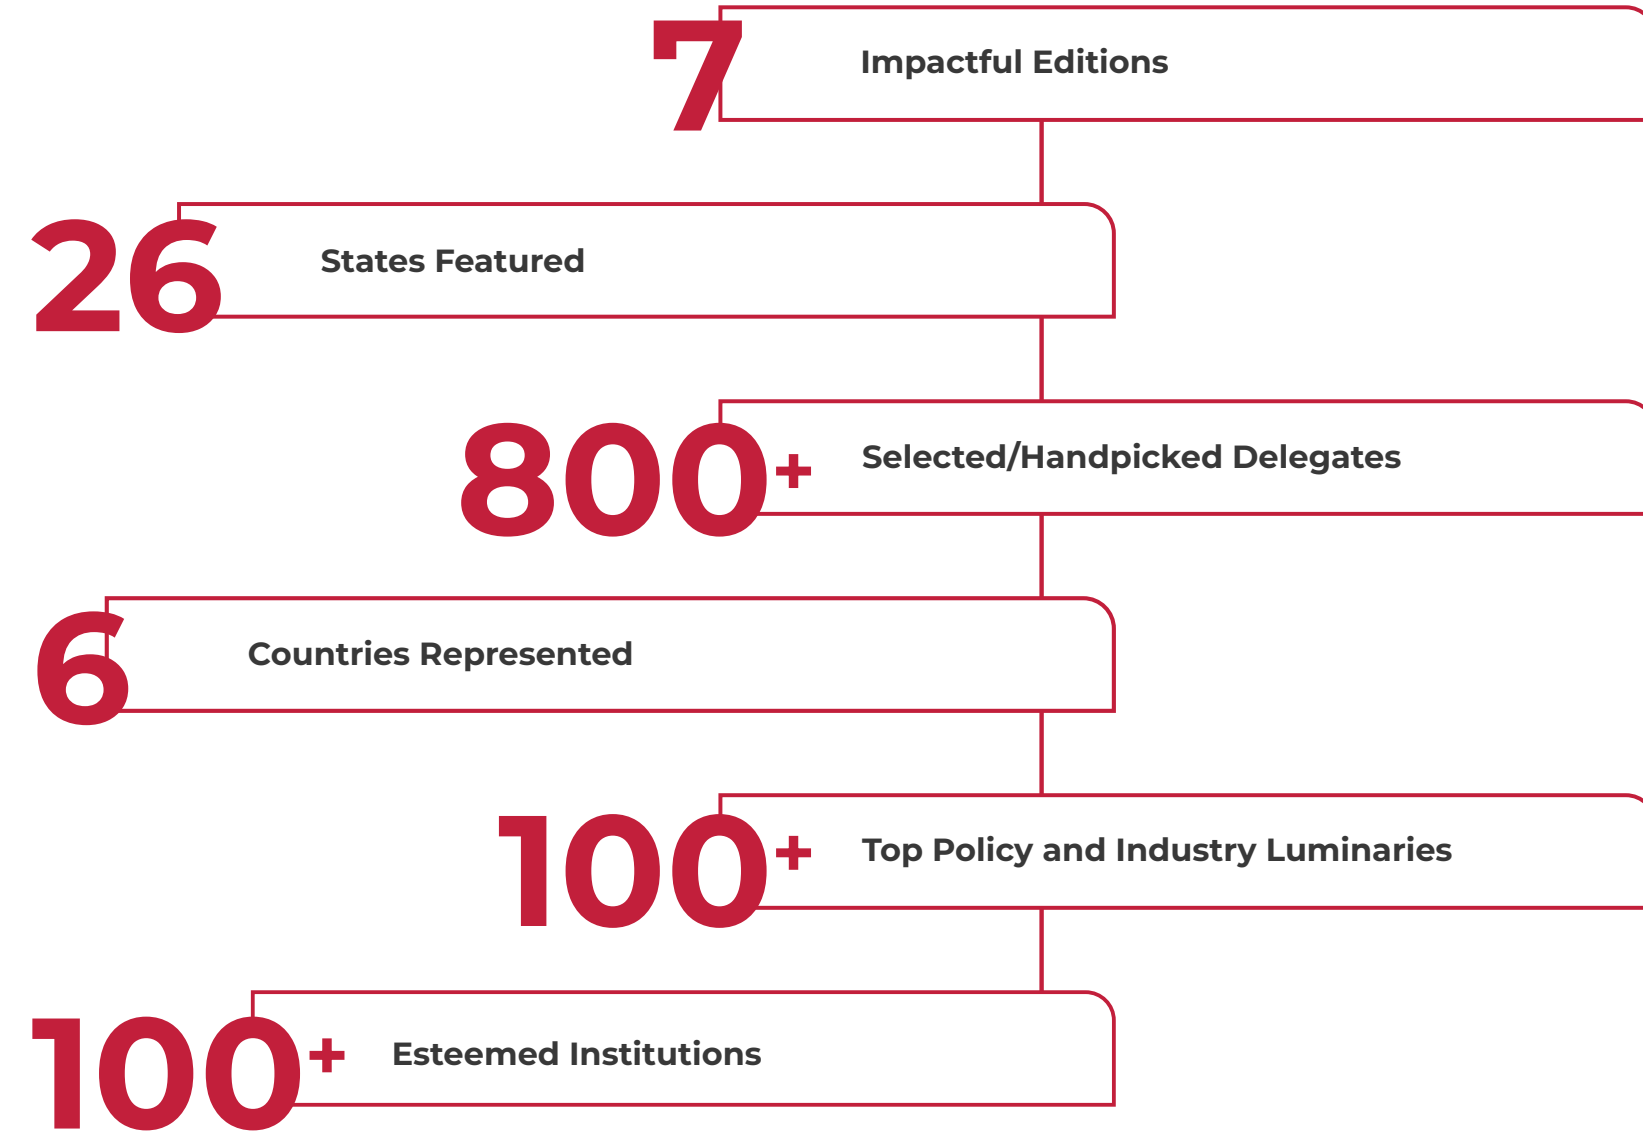 7
Impactful Editions
26
States Featured
800+
Selected/Handpicked Delegates
6
Countries Represented
100+
Top Policy and Industry Luminaries
100+
Esteemed Institutions